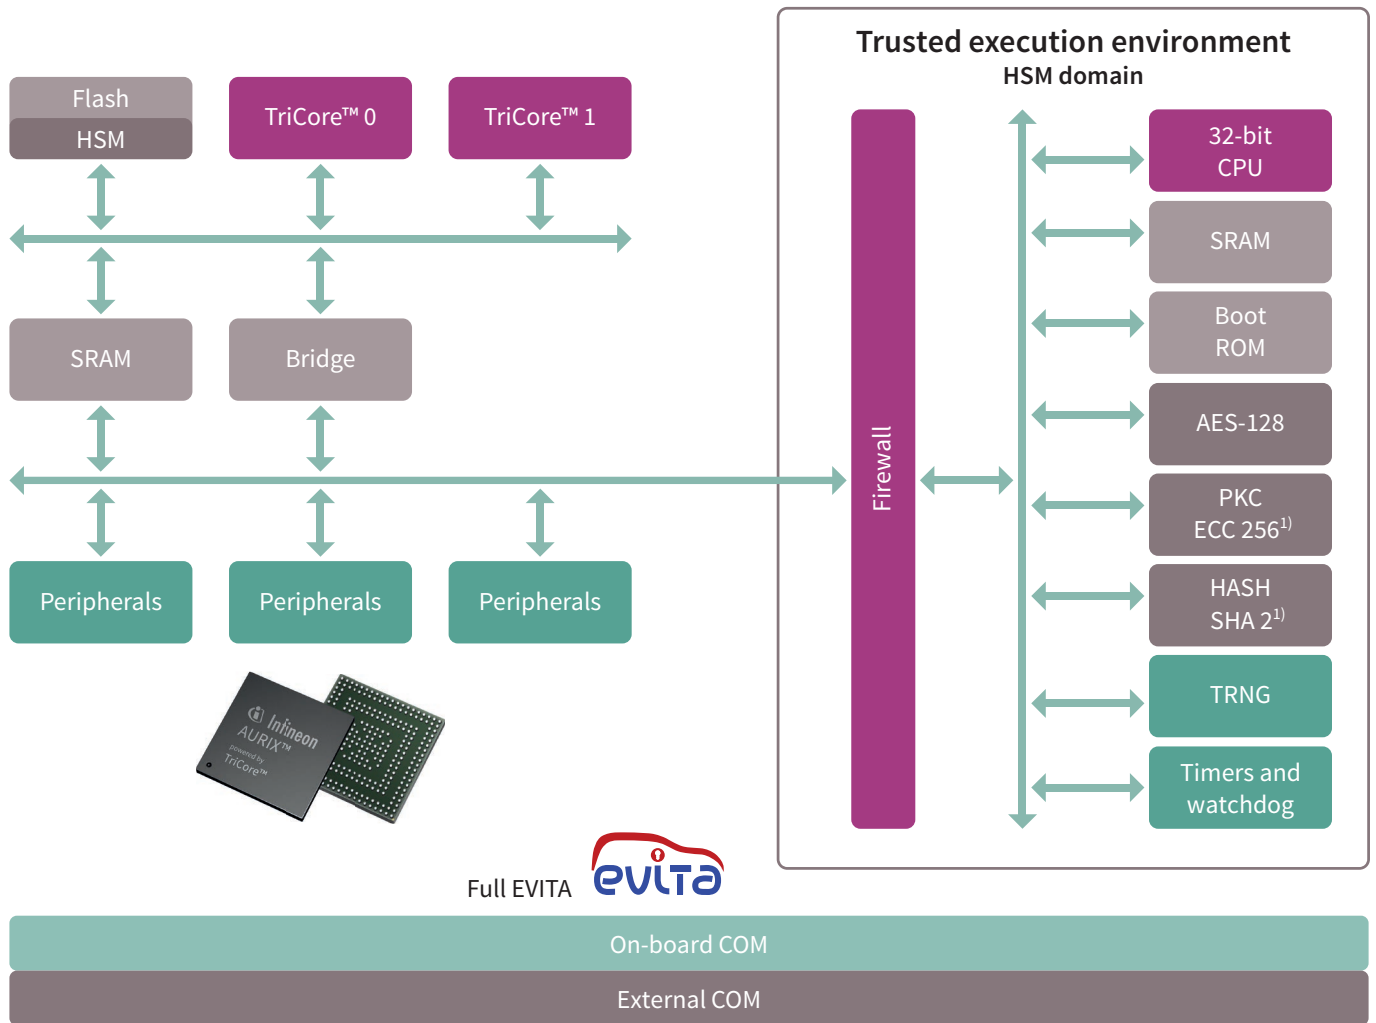 Trusted execution environment
HSM domain
Flash
HSM
TriCore™ 0
TriCore™ 1
SRAM
Bridge
Peripherals
Peripherals
Peripherals
Firewall
32-bit
CPU
SRAM
Boot
ROM
AES-128
PKC
ECC 256¹⁾
HASH
SHA 2¹⁾
TRNG
Timers and
watchdog
Infineon
AURIX™
powered by
TriCore™
Full EVITA
evita
On-board COM
External COM